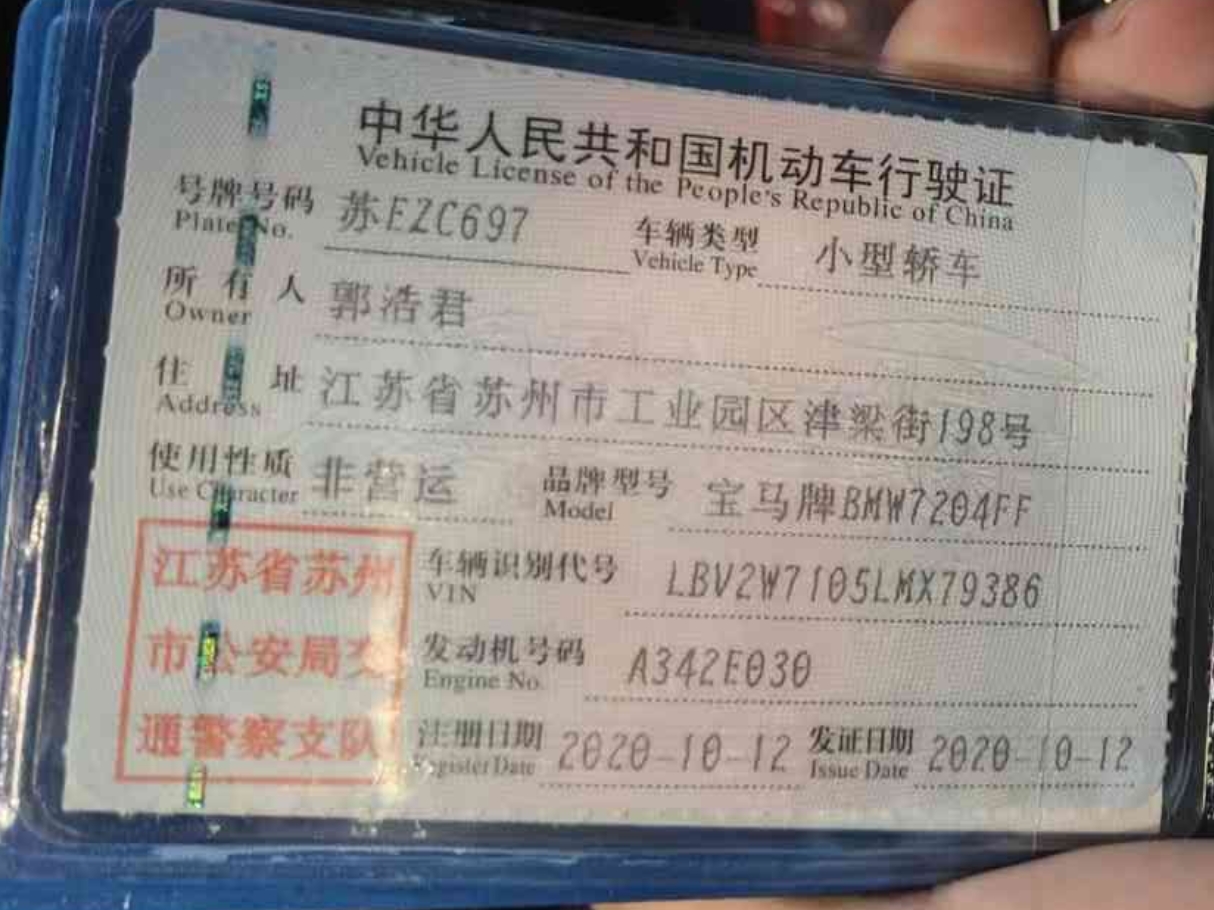 中华人民共和国机动车行驶证
Vehicle License of the People's Republic of China
号牌号码 苏EZC697 车辆类型 小型轿车
Plate No. Vehicle Type
所有人 郭浩君
Owner
住址 江苏省苏州市工业园区津梁街198号
Address
使用性质 非营运 品牌型号 宝马牌BMW7204FF
Use Character Model
江苏省苏州
市公安局交
通警察支队
车辆识别代号 LBV2W7105LMX79386
VIN
发动机号码 A342E030
Engine No.
注册日期 2020-10-12 发证日期 2020-10-12
Register Date Issue Date